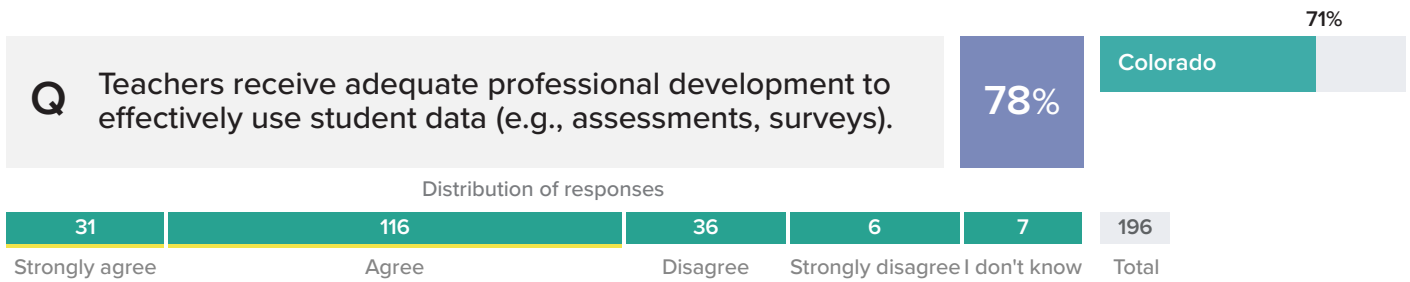 71%
Q
Teachers receive adequate professional development to
effectively use student data (e.g., assessments, surveys).
78%
Colorado
Distribution of responses
31 116 36 6 7 196
Strongly agree Agree Disagree Strongly disagree I don't know Total